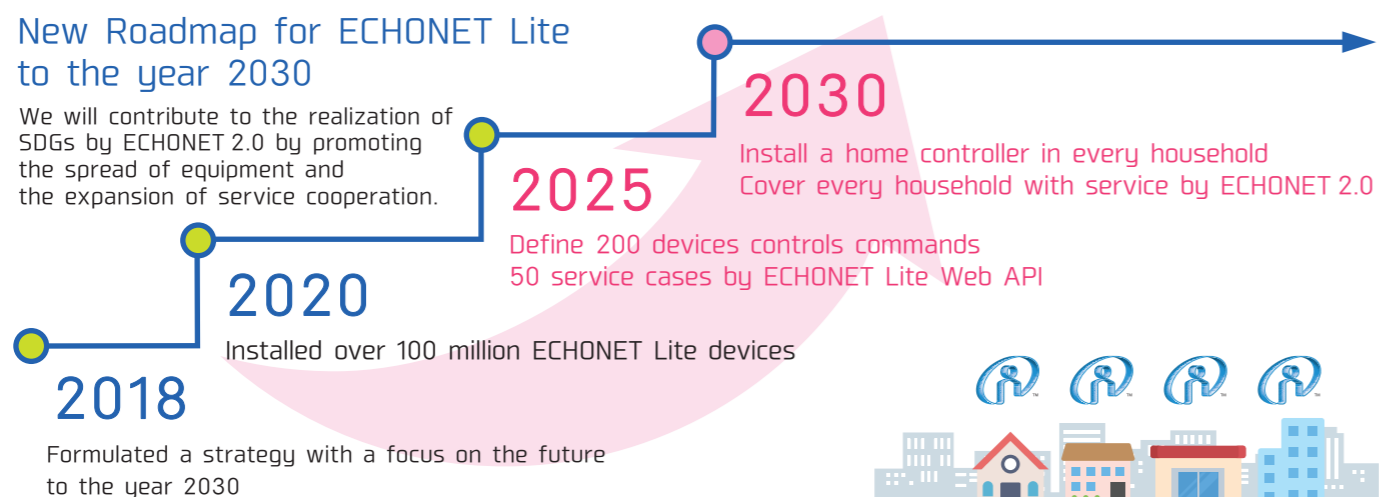 New Roadmap for ECHONET Lite
to the year 2030
We will contribute to the realization of
SDGs by ECHONET 2.0 by promoting
the spread of equipment and
the expansion of service cooperation.
2030
Install a home controller in every household
Cover every household with service by ECHONET 2.0
2025
Define 200 devices controls commands
50 service cases by ECHONET Lite Web API
2020
Installed over 100 million ECHONET Lite devices
2018
Formulated a strategy with a focus on the future
to the year 2030